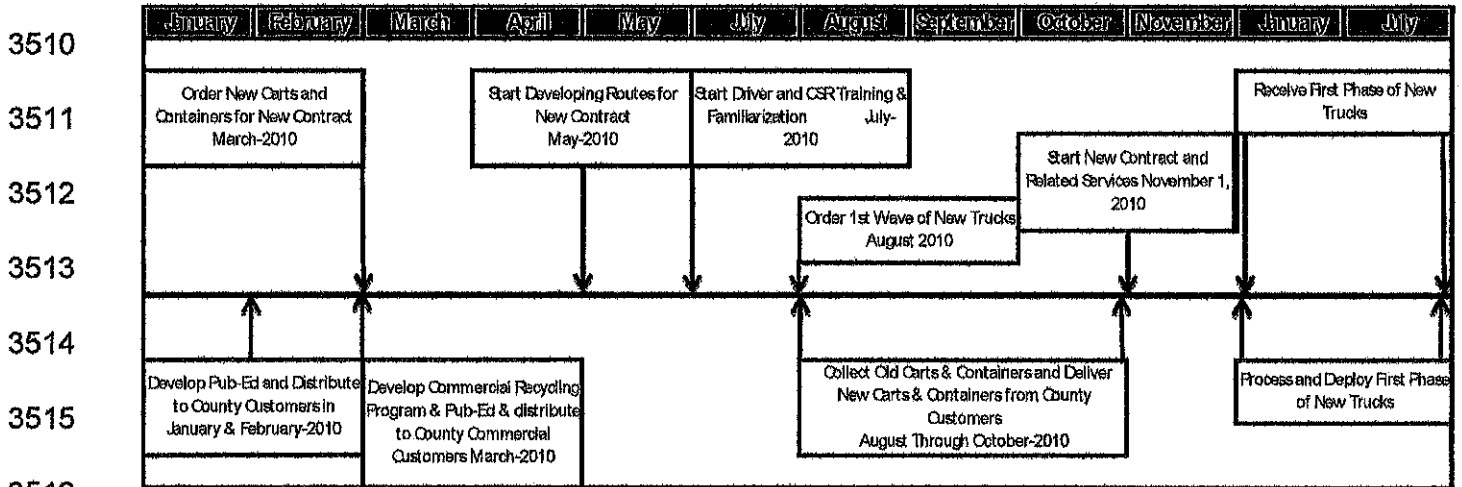 January February March April May July August September October November January July
3510
Order New Carts and
Containers for New Contract
March-2010
Start Developing Routes for
New Contract
May-2010
Start Driver and CSR Training &
Familiarization July-
2010
Receive First Phase of New
Trucks
3511
Start New Contract and
Related Services November 1,
2010
3512
Order 1st Wave of New Trucks
August 2010
3513
3514
Develop Pub-Ed and Distribute
to County Customers in
January & February-2010
Develop Commercial Recycling
Program & Pub-Ed & distribute
to County Commercial
Customers March-2010
Collect Old Carts & Containers and Deliver
New Carts & Containers from County
Customers
August Through October-2010
Process and Deploy First Phase
of New Trucks
3515